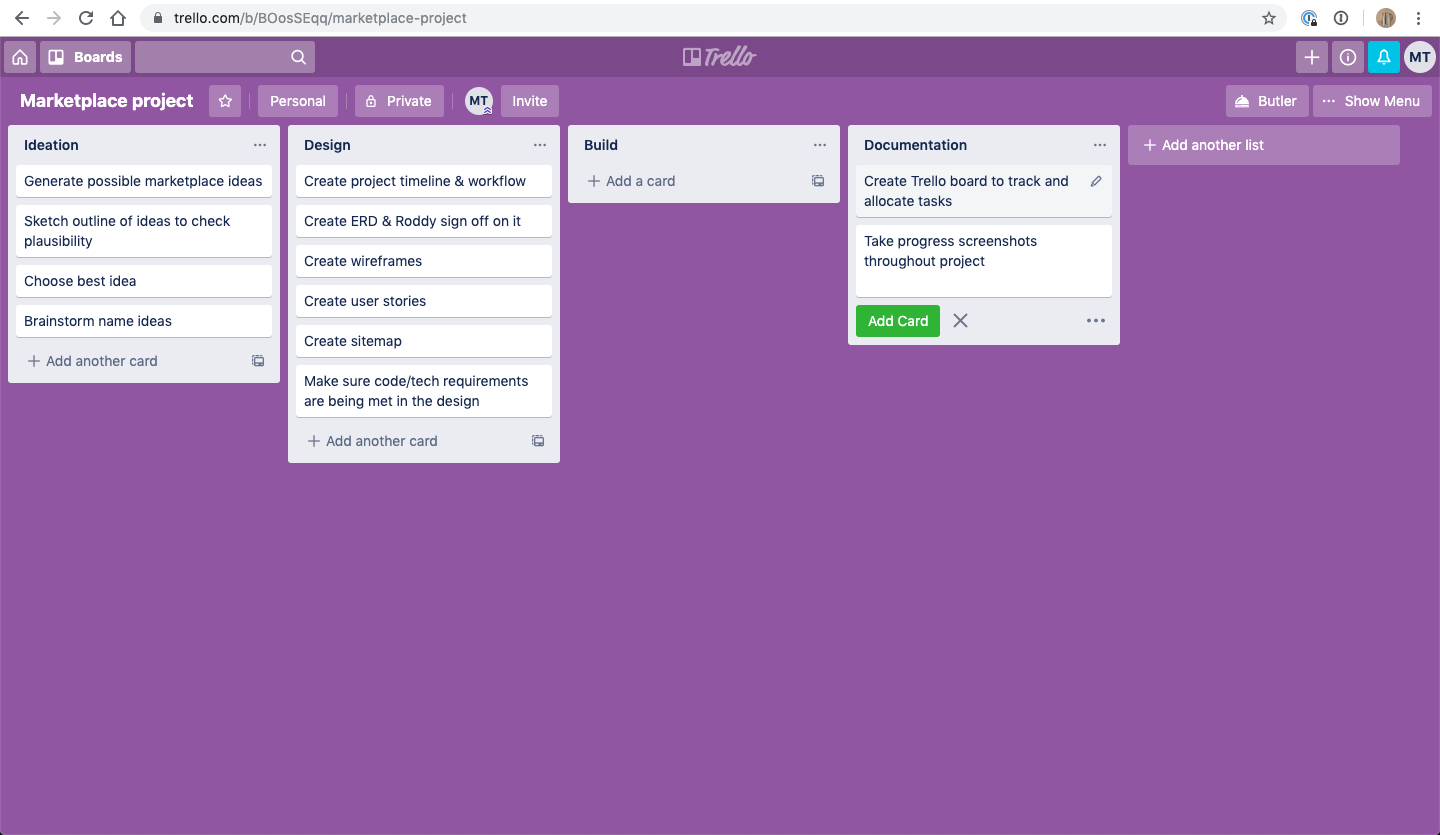 trello.com/b/BOosSEqq/marketplace-project
Boards
Trello
MT
Marketplace project
Personal
Private
MT
Invite
Butler
Show Menu
Ideation
Generate possible marketplace ideas
Sketch outline of ideas to check
plausibility
Choose best idea
Brainstorm name ideas
Add another card
Design
Create project timeline & workflow
Create ERD & Roddy sign off on it
Create wireframes
Create user stories
Create sitemap
Make sure code/tech requirements
are being met in the design
Add another card
Build
Add a card
Documentation
Create Trello board to track and
allocate tasks
Take progress screenshots
throughout project
Add Card
Add another list